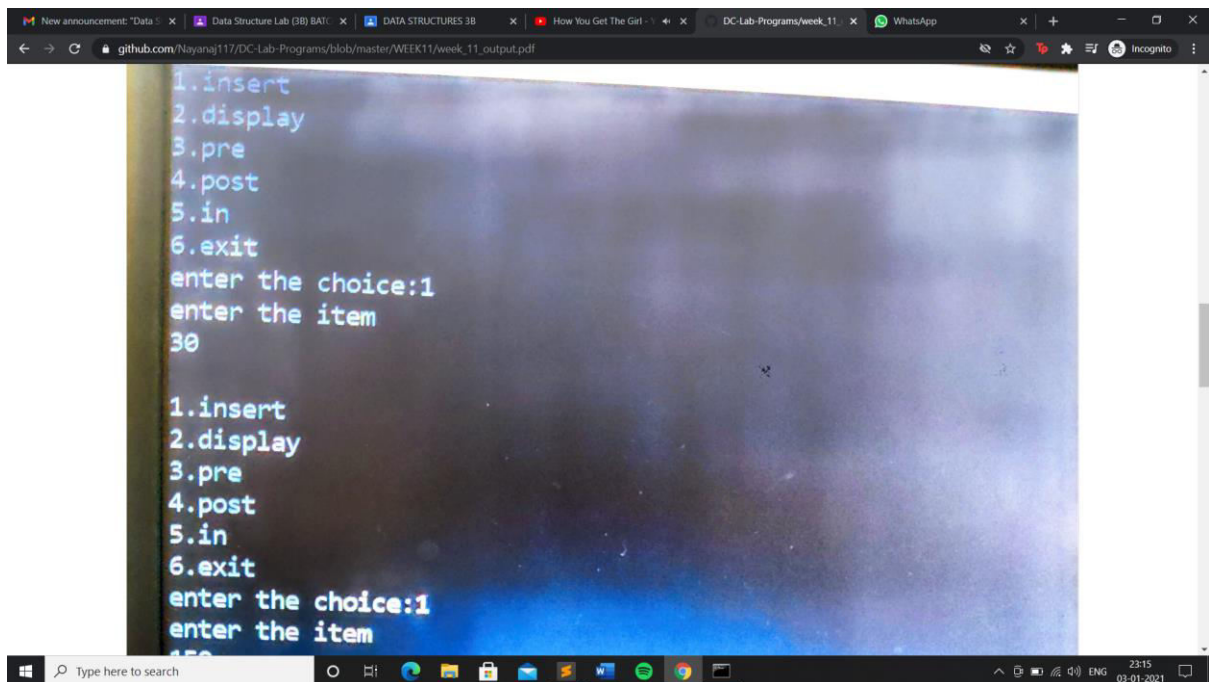 New announcement: "Data S
Data Structure Lab (3B) BATC
DATA STRUCTURES 3B
How You Get The Girl -
DC-Lab-Programs/week_11_
WhatsApp
github.com/Nayanaj117/DC-Lab-Programs/blob/master/WEEK11/week_11_output.pdf
Incognito
1.insert
2.display
3.pre
4.post
5.in
6.exit
enter the choice:1
enter the item
30
1.insert
2.display
3.pre
4.post
5.in
6.exit
enter the choice:1
enter the item
Type here to search
ENG
23:15
03-01-2021